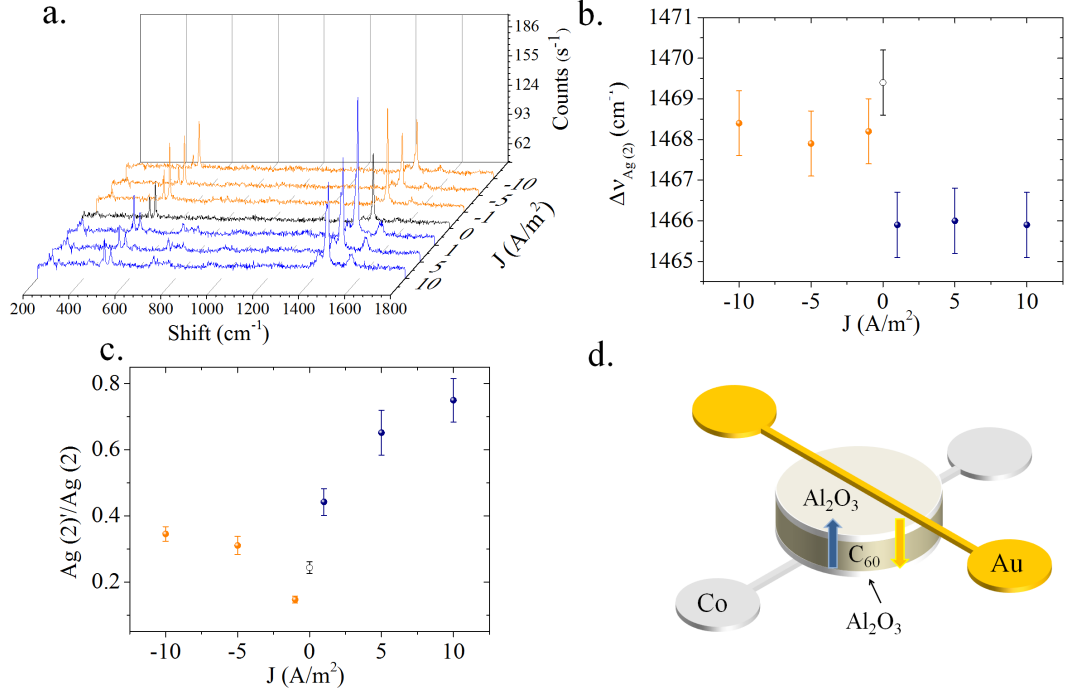 a.
186
155
124
93
62
Counts (s⁻¹)
-10
-5
-1
0
1
5
10
J (A/m²)
200 400 600 800 1000 1200 1400 1600 1800
Shift (cm⁻¹)
b.
1471
1470
1469
1468
1467
1466
1465
Δν Ag (2) (cm⁻¹)
-10 -5 0 5 10
J (A/m²)
c.
0.8
0.6
0.4
0.2
Ag (2)'/Ag (2)
-10 -5 0 5 10
J (A/m²)
d.
Al₂O₃
C₆₀
Au
Co
Al₂O₃